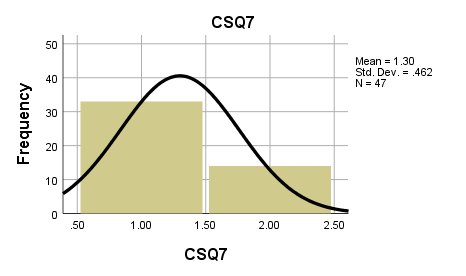 CSQ7
Mean = 1.30
Std. Dev. = .462
N = 47
Frequency
50
40
30
20
10
0
.50 1.00 1.50 2.00 2.50
CSQ7